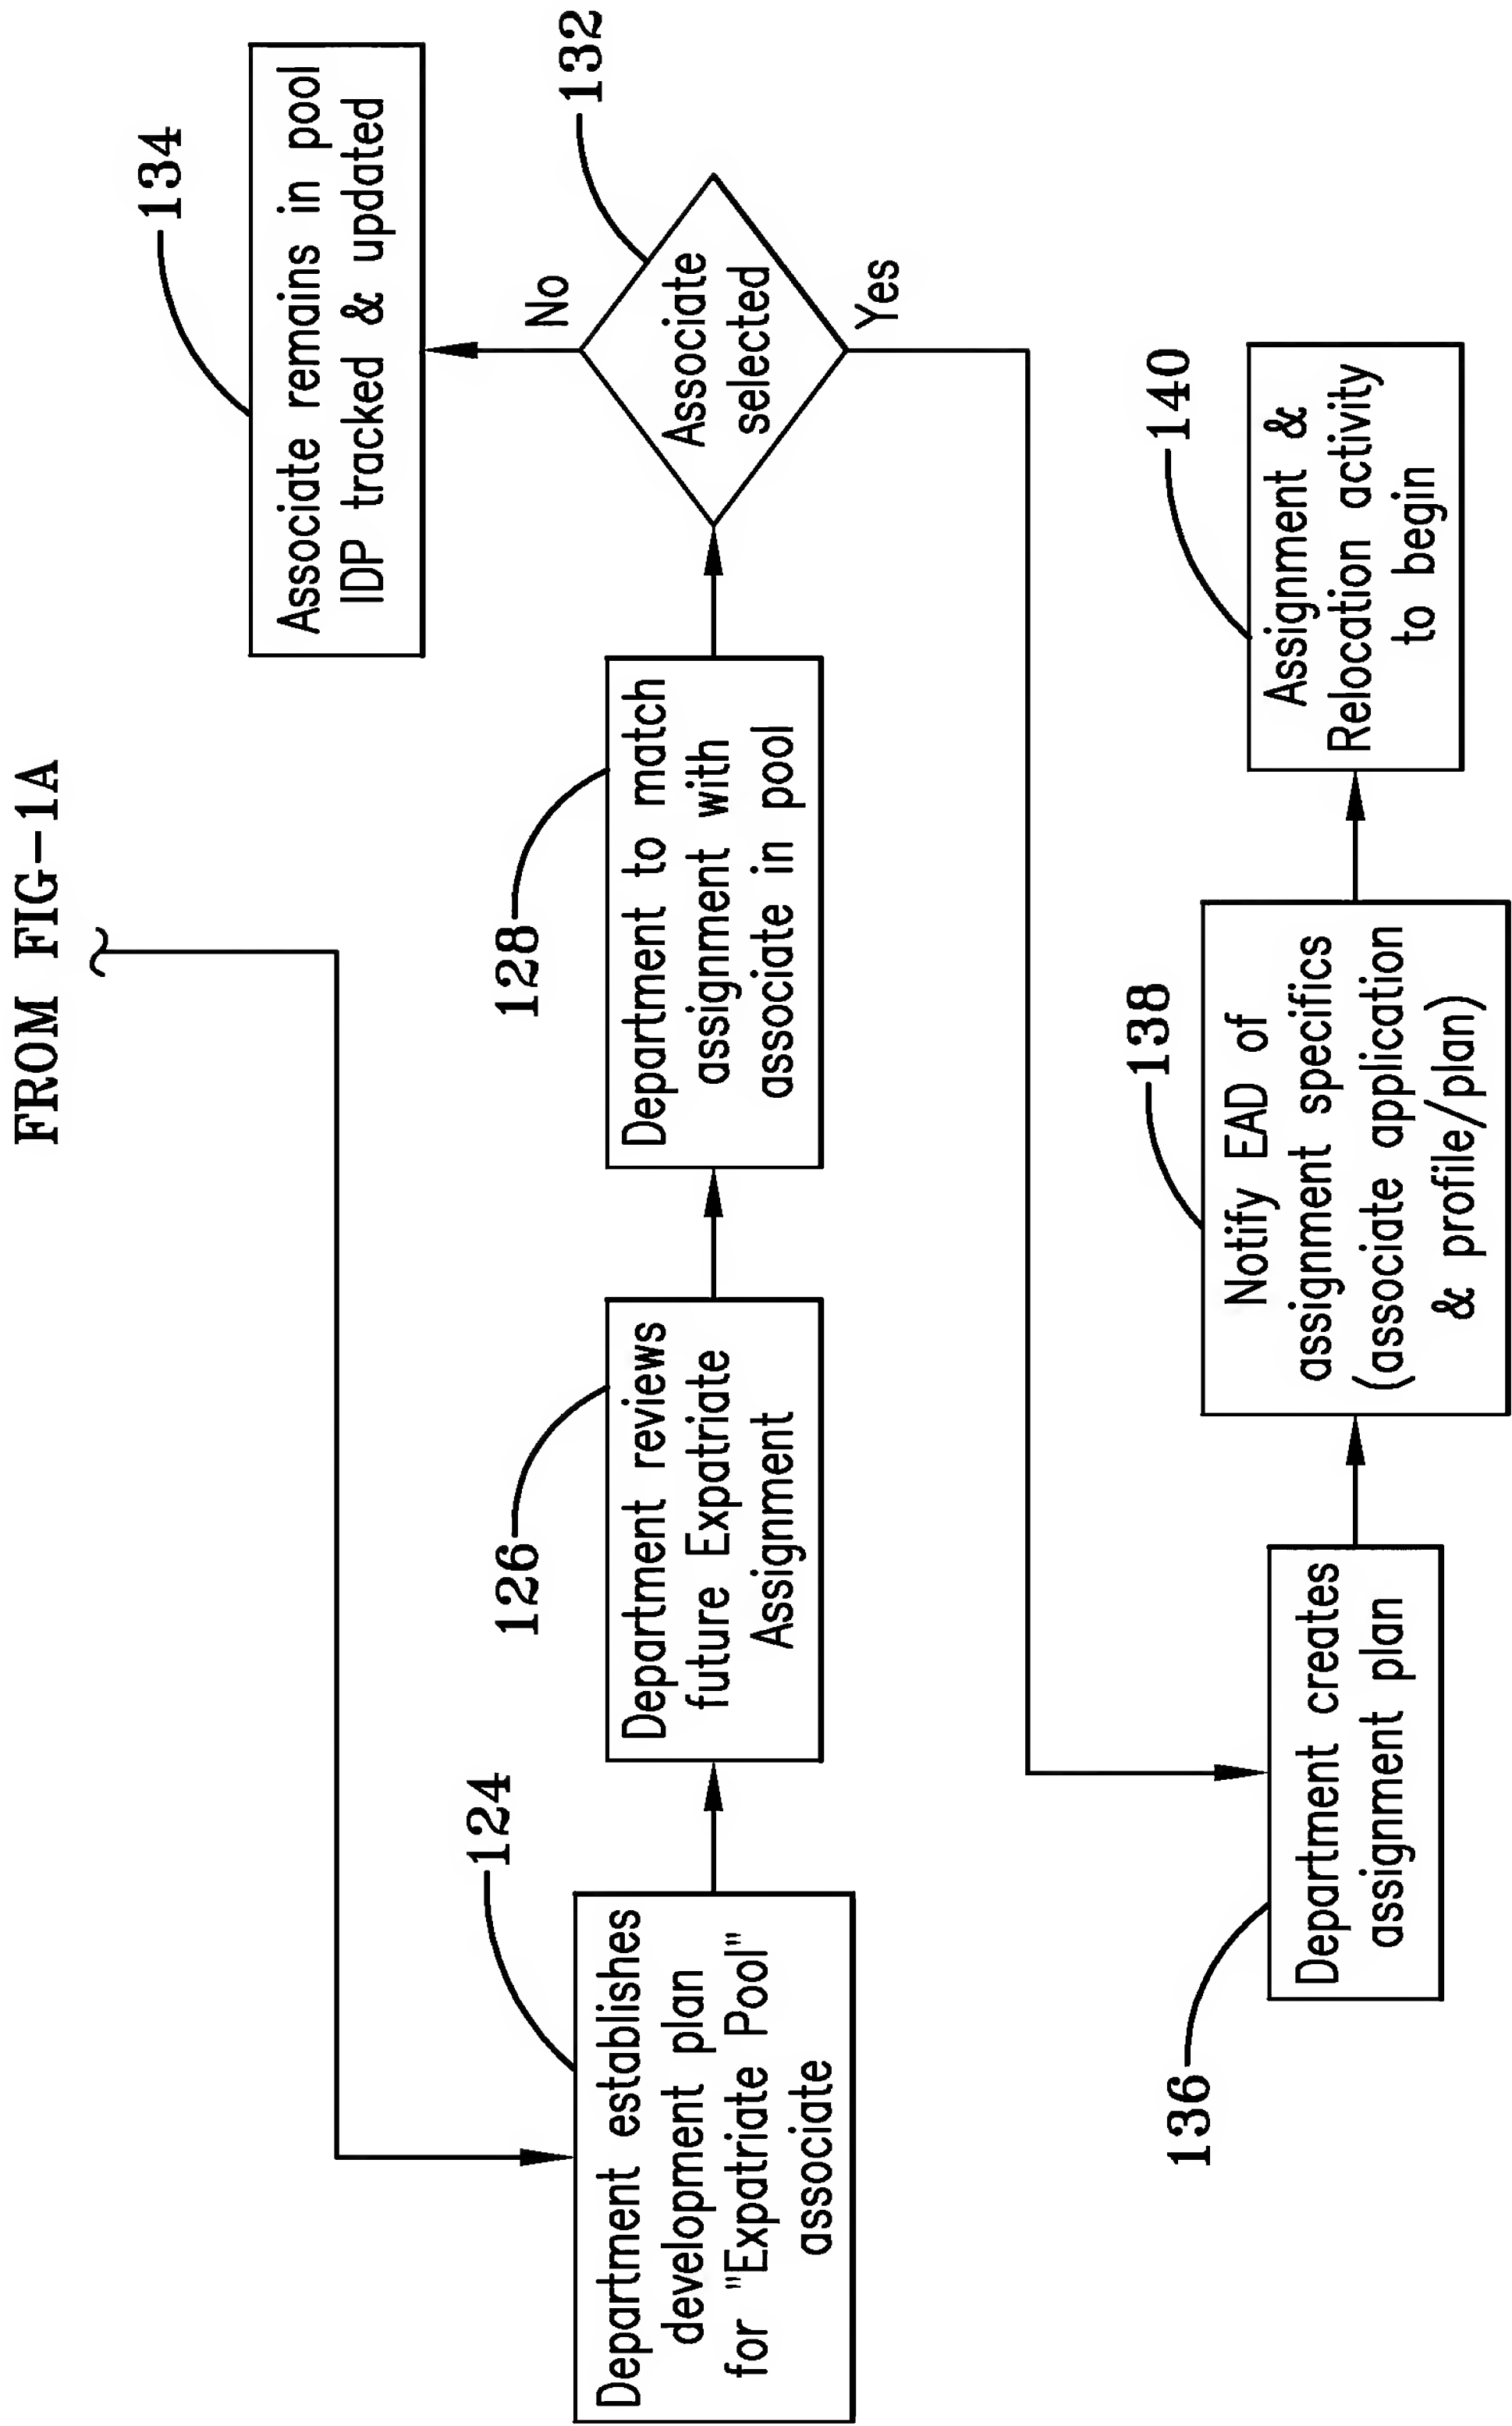 FROM FIG-1A
134
Associate remains in pool
IDP tracked & updated
124
Department establishes
development plan
for "Expatriate Pool"
associate
126
Department reviews
future Expatriate
Assignment
128
Department to match
assignment with
associate in pool
132
Associate
selected
No
Yes
136
Department creates
assignment plan
138
Notify EAD of
assignment specifics
(associate application
& profile/plan)
140
Assignment &
Relocation activity
to begin